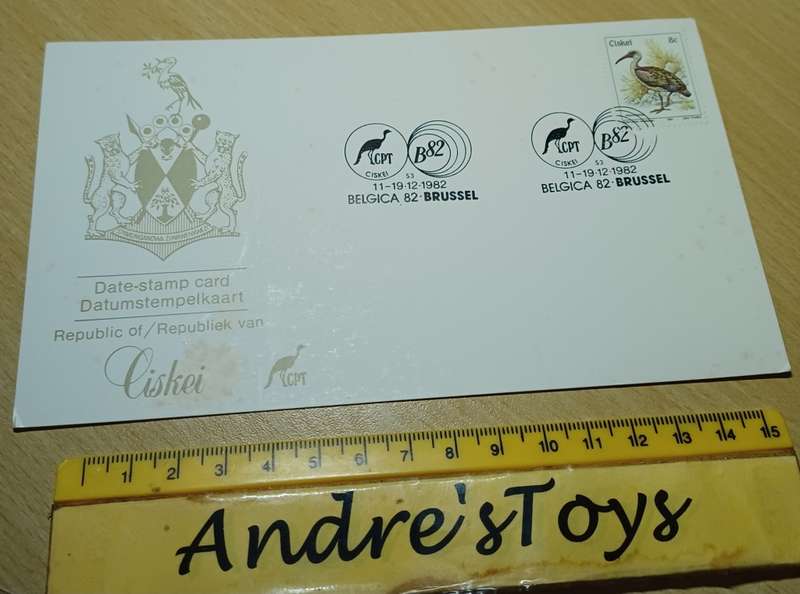 Ciskei 8c
CPT B82
CISKEI S3
11-19·12·1982
BELGICA 82·BRUSSEL
CPT B82
CISKEI S3
11-19·12·1982
BELGICA 82·BRUSSEL
Date-stamp card
Datumstempelkaart
Republic of/Republiek van
Ciskei CPT
1 2 3 4 5 6 7 8 9 10 11 12 13 14 15
Andre'sToys